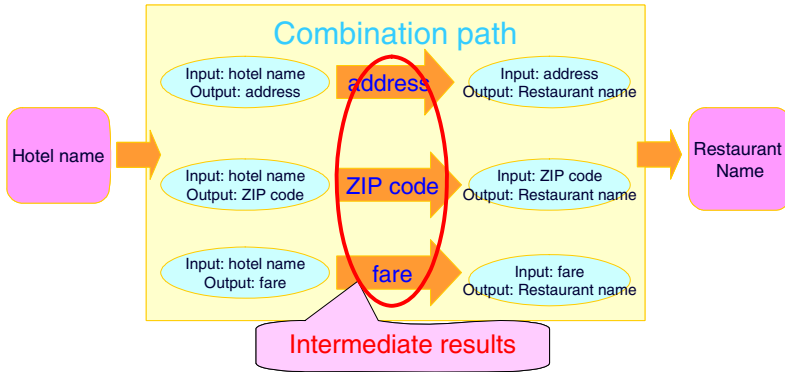 Combination path
Input: hotel name
Output: address
address
Input: address
Output: Restaurant name
Hotel name
Input: hotel name
Output: ZIP code
ZIP code
Input: ZIP code
Output: Restaurant name
Restaurant
Name
Input: hotel name
Output: fare
fare
Input: fare
Output: Restaurant name
Intermediate results